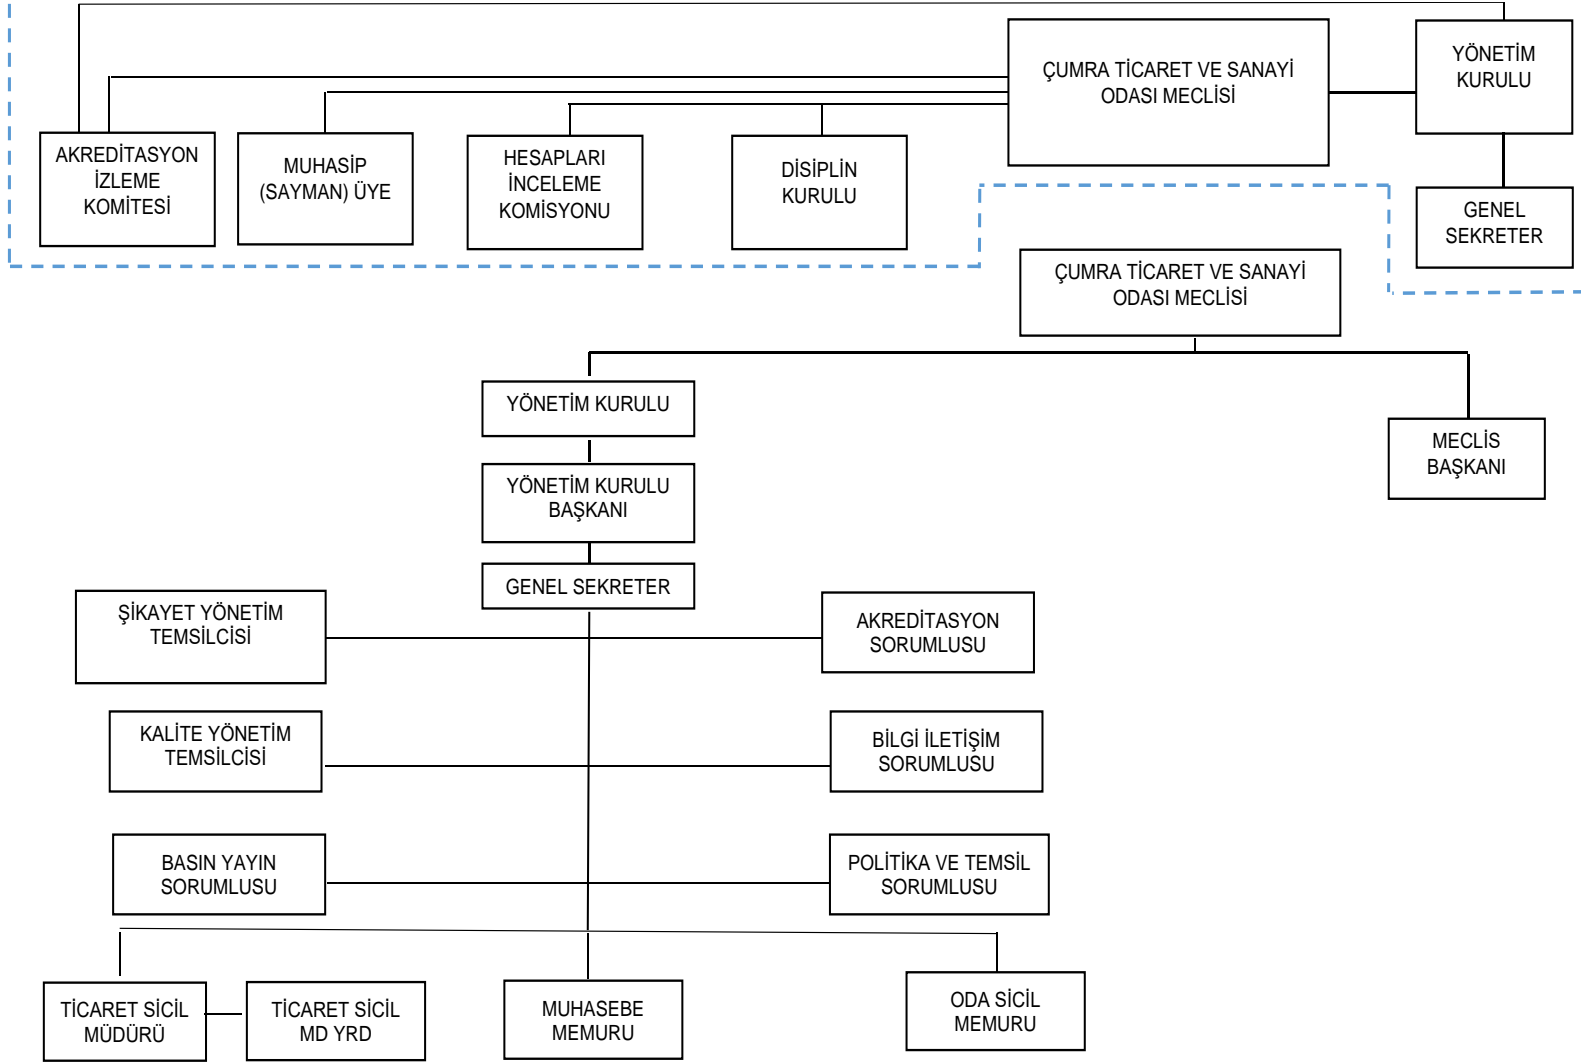 ÇUMRA TİCARET VE SANAYİ
ODASI MECLİSİ
YÖNETİM
KURULU
AKREDİTASYON
İZLEME
KOMİTESİ
MUHASİP
(SAYMAN) ÜYE
HESAPLARI
İNCELEME
KOMİSYONU
DİSİPLİN
KURULU
GENEL
SEKRETER
ÇUMRA TİCARET VE SANAYİ
ODASI MECLİSİ
YÖNETİM KURULU
MECLİS
BAŞKANI
YÖNETİM KURULU
BAŞKANI
GENEL SEKRETER
ŞİKAYET YÖNETİM
TEMSİLCİSİ
AKREDİTASYON
SORUMLUSU
KALİTE YÖNETİM
TEMSİLCİSİ
BİLGİ İLETİŞİM
SORUMLUSU
BASIN YAYIN
SORUMLUSU
POLİTİKA VE TEMSİL
SORUMLUSU
TİCARET SİCİL
MÜDÜRÜ
TİCARET SİCİL
MD YRD
MUHASEBE
MEMURU
ODA SİCİL
MEMURU